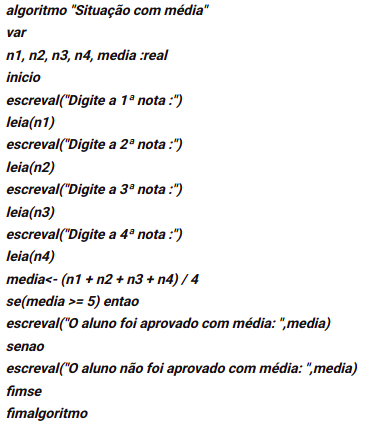 algoritmo "Situação com média"
var
n1, n2, n3, n4, media :real
inicio
escreval("Digite a 1ª nota :")
leia(n1)
escreval("Digite a 2ª nota :")
leia(n2)
escreval("Digite a 3ª nota :")
leia(n3)
escreval("Digite a 4ª nota :")
leia(n4)
media<- (n1 + n2 + n3 + n4) / 4
se(media >= 5) entao
escreval("O aluno foi aprovado com média: ",media)
senao
escreval("O aluno não foi aprovado com média: ",media)
fimse
fimalgoritmo